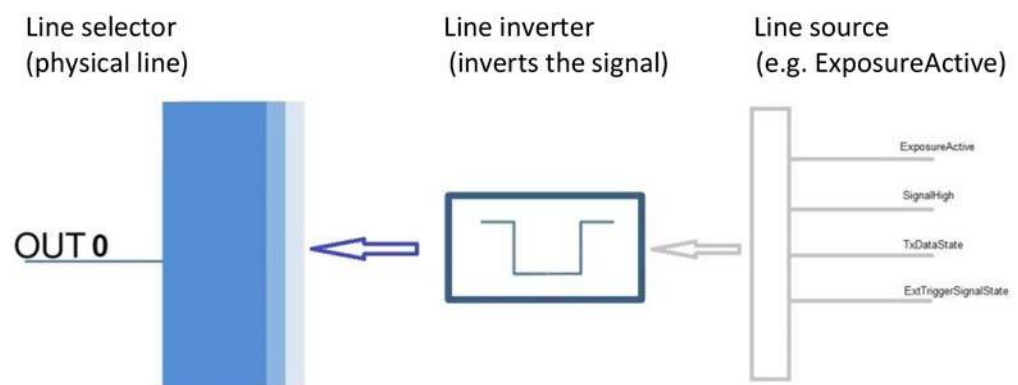 Line selector
(physical line)
Line inverter
(inverts the signal)
Line source
(e.g. ExposureActive)
OUT 0
ExposureActive
SignalHigh
TxDataState
ExtTriggerSignalState